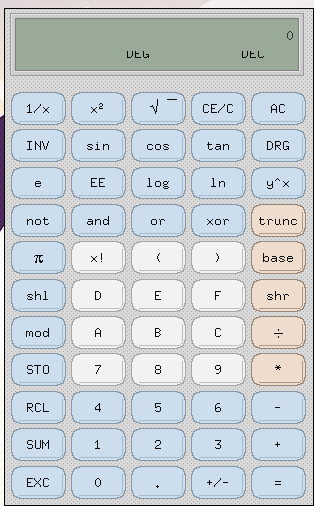 0
DEG DEC
1/x x² √‾ CE/C AC
INV sin cos tan DRG
e EE log ln y^x
not and or xor trunc
π x! ( ) base
shl D E F shr
mod A B C ÷
STO 7 8 9 *
RCL 4 5 6 -
SUM 1 2 3 +
EXC 0 . +/- =